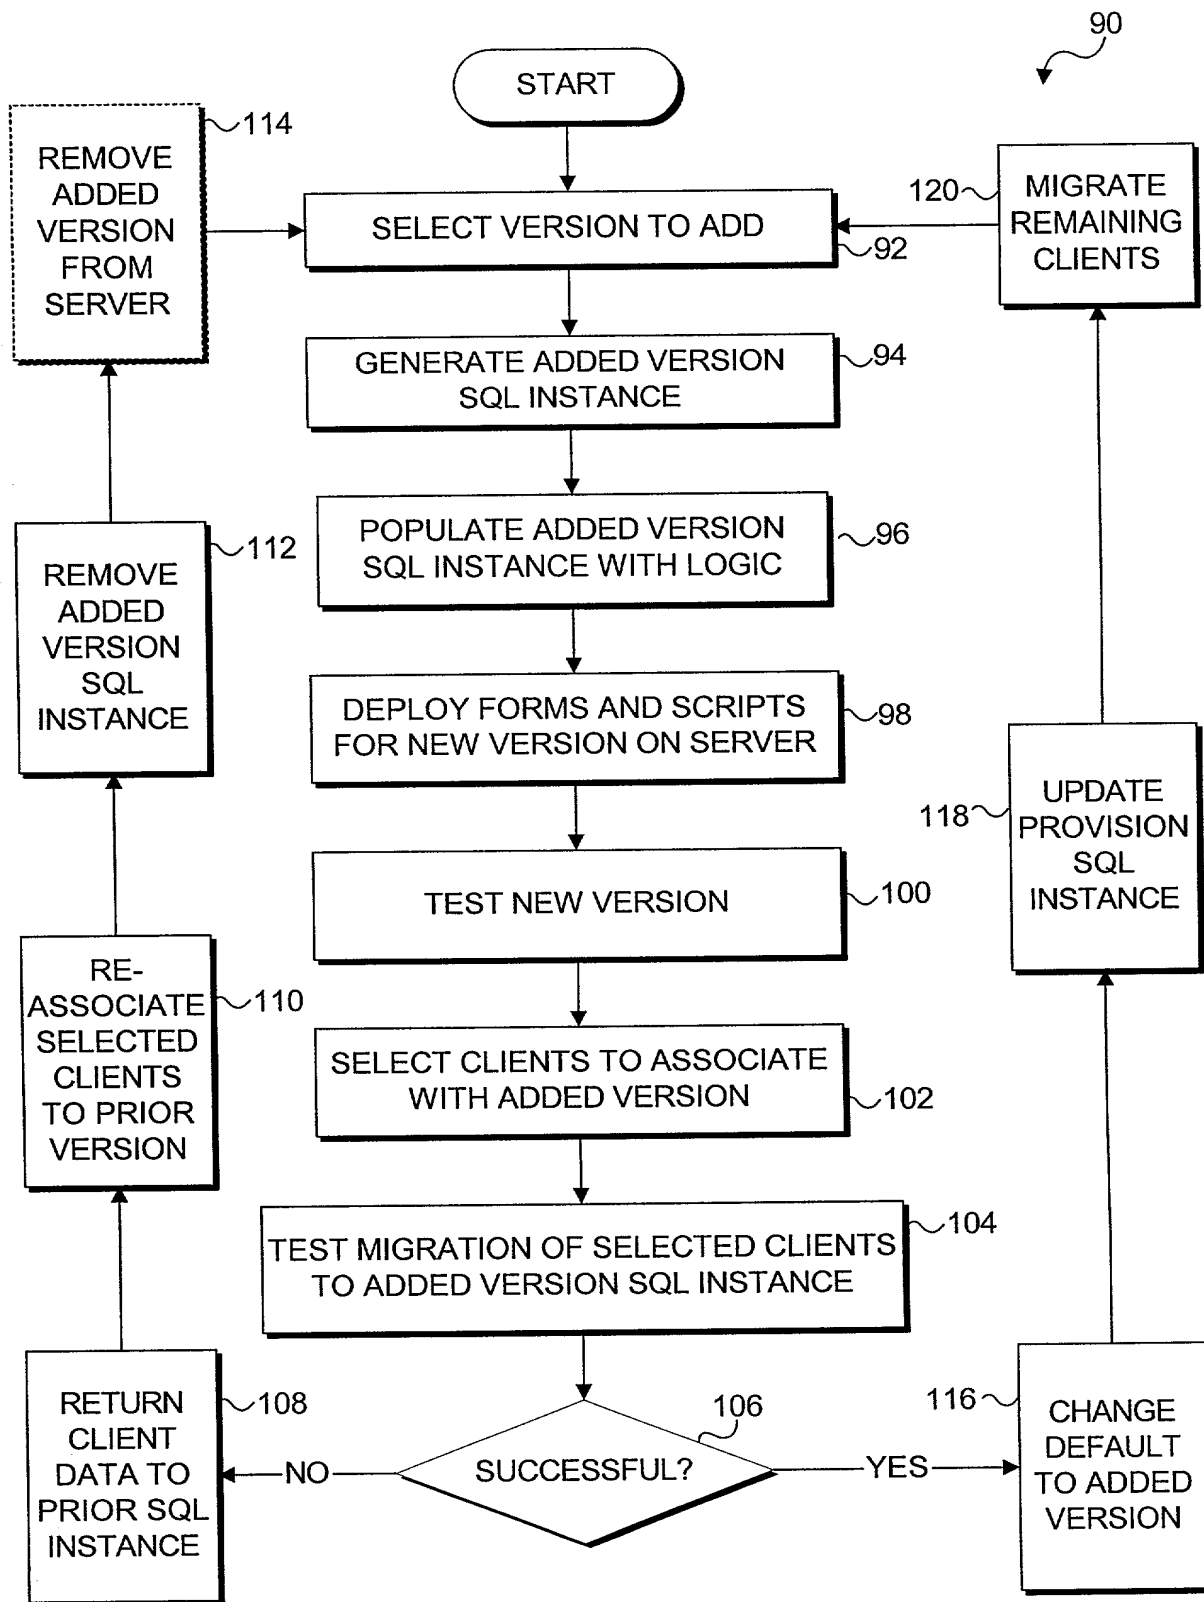 90
START
114
REMOVE
ADDED
VERSION
FROM
SERVER
SELECT VERSION TO ADD
92
120
MIGRATE
REMAINING
CLIENTS
GENERATE ADDED VERSION
SQL INSTANCE
94
POPULATE ADDED VERSION
SQL INSTANCE WITH LOGIC
96
112
REMOVE
ADDED
VERSION
SQL
INSTANCE
DEPLOY FORMS AND SCRIPTS
FOR NEW VERSION ON SERVER
98
118
UPDATE
PROVISION
SQL
INSTANCE
TEST NEW VERSION
100
RE-
ASSOCIATE
SELECTED
CLIENTS
TO PRIOR
VERSION
110
SELECT CLIENTS TO ASSOCIATE
WITH ADDED VERSION
102
TEST MIGRATION OF SELECTED CLIENTS
TO ADDED VERSION SQL INSTANCE
104
RETURN
CLIENT
DATA TO
PRIOR SQL
INSTANCE
108
NO
SUCCESSFUL?
106
YES
116
CHANGE
DEFAULT
TO ADDED
VERSION